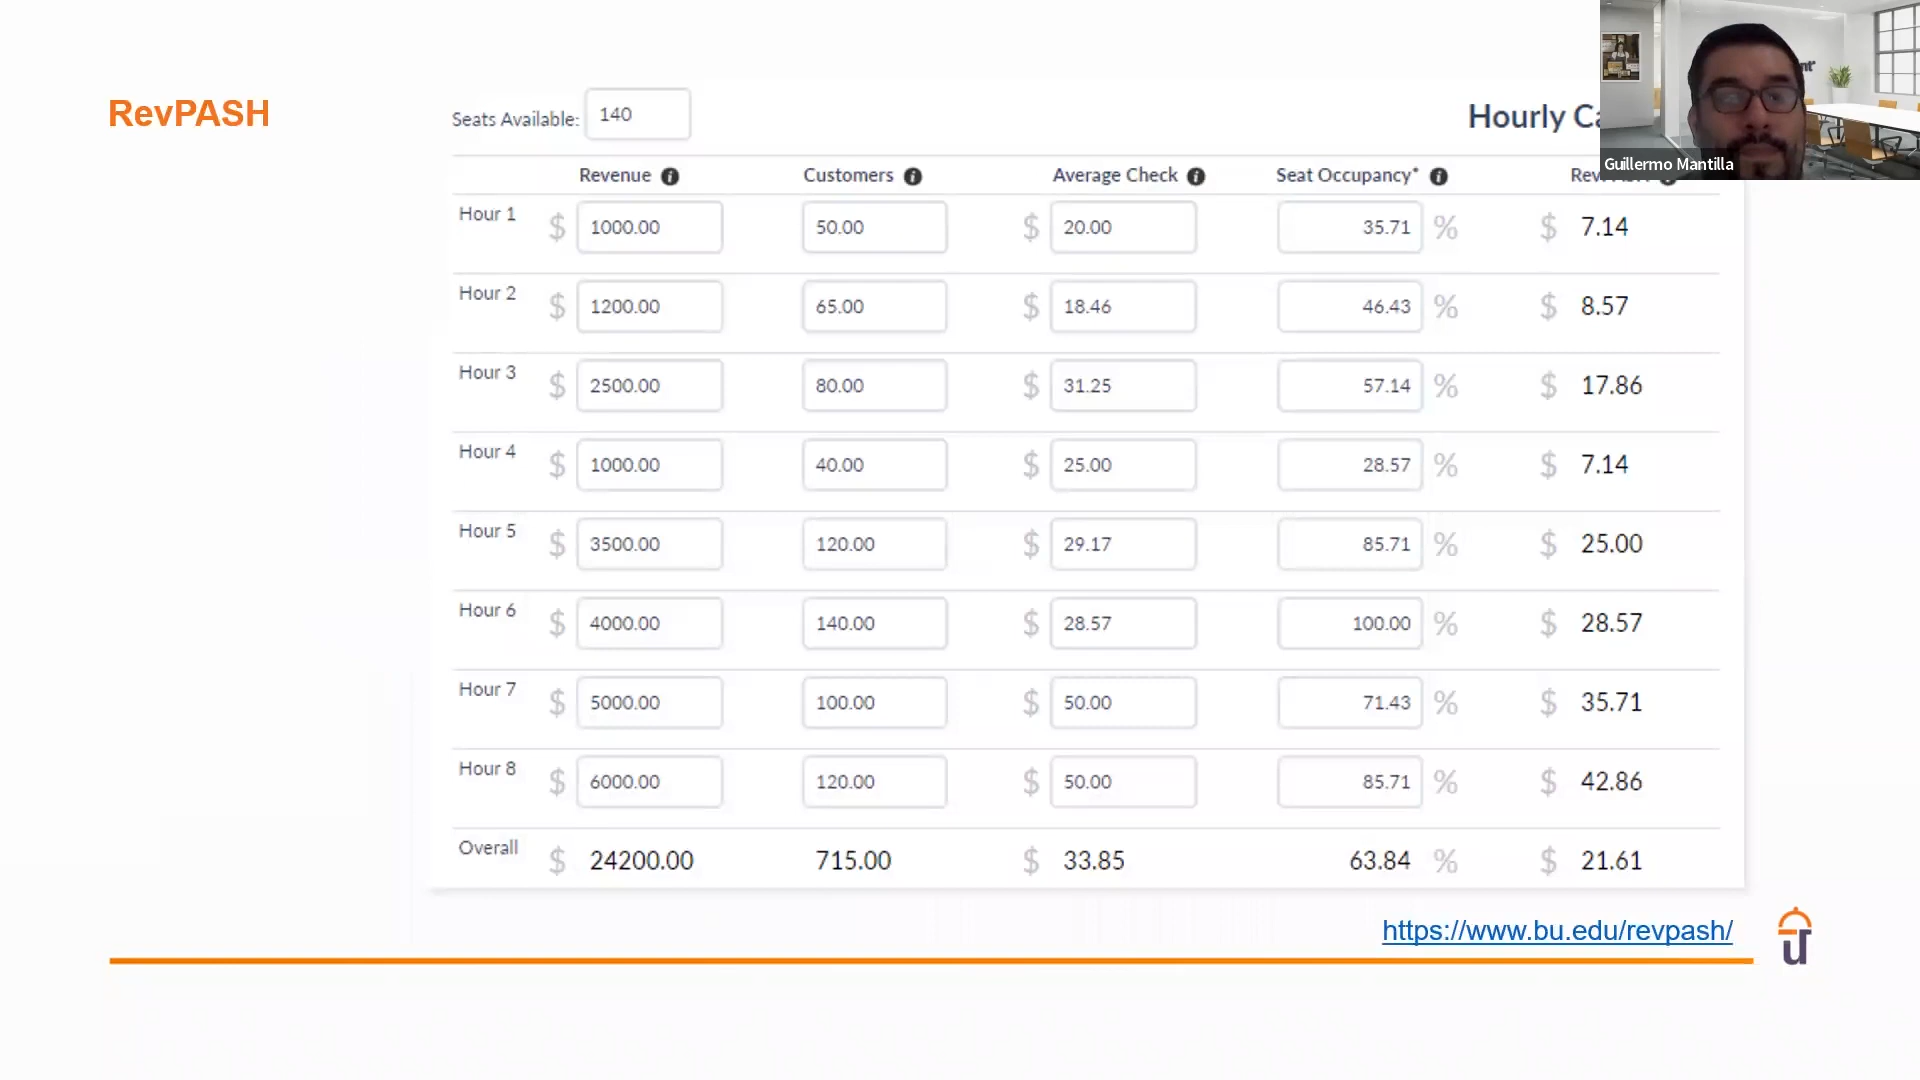 RevPASH
Seats Available: 140
Hourly
Revenue Customers Average Check Seat Occupancy*
Hour 1 $ 1000.00 50.00 $ 20.00 35.71 % $ 7.14
Hour 2 $ 1200.00 65.00 $ 18.46 46.43 % $ 8.57
Hour 3 $ 2500.00 80.00 $ 31.25 57.14 % $ 17.86
Hour 4 $ 1000.00 40.00 $ 25.00 28.57 % $ 7.14
Hour 5 $ 3500.00 120.00 $ 29.17 85.71 % $ 25.00
Hour 6 $ 4000.00 140.00 $ 28.57 100.00 % $ 28.57
Hour 7 $ 5000.00 100.00 $ 50.00 71.43 % $ 35.71
Hour 8 $ 6000.00 120.00 $ 50.00 85.71 % $ 42.86
Overall $ 24200.00 715.00 $ 33.85 63.84 % $ 21.61
https://www.bu.edu/revpash/
Guillermo Mantilla